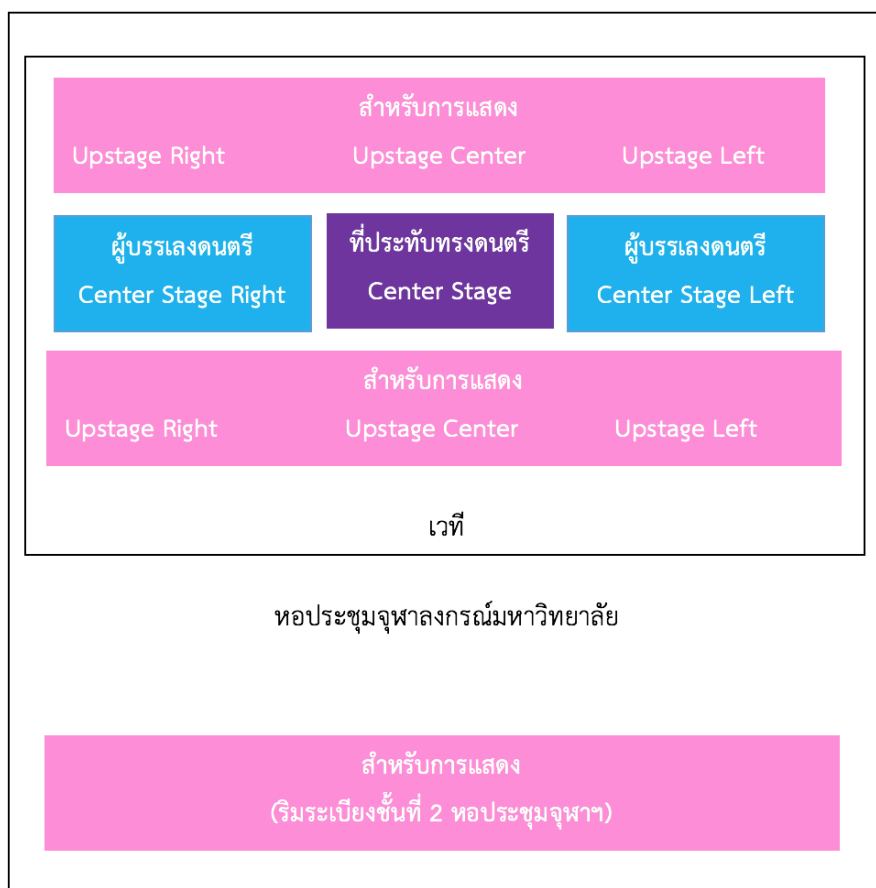 สำหรับการแสดง
Upstage Right Upstage Center Upstage Left
ผู้บรรเลงดนตรี ที่ประทับทรงดนตรี ผู้บรรเลงดนตรี
Center Stage Right Center Stage Center Stage Left
สำหรับการแสดง
Upstage Right Upstage Center Upstage Left
เวที
หอประชุมจุฬาลงกรณ์มหาวิทยาลัย
สำหรับการแสดง
(ริมระเบียงชั้นที่ 2 หอประชุมจุฬาฯ)